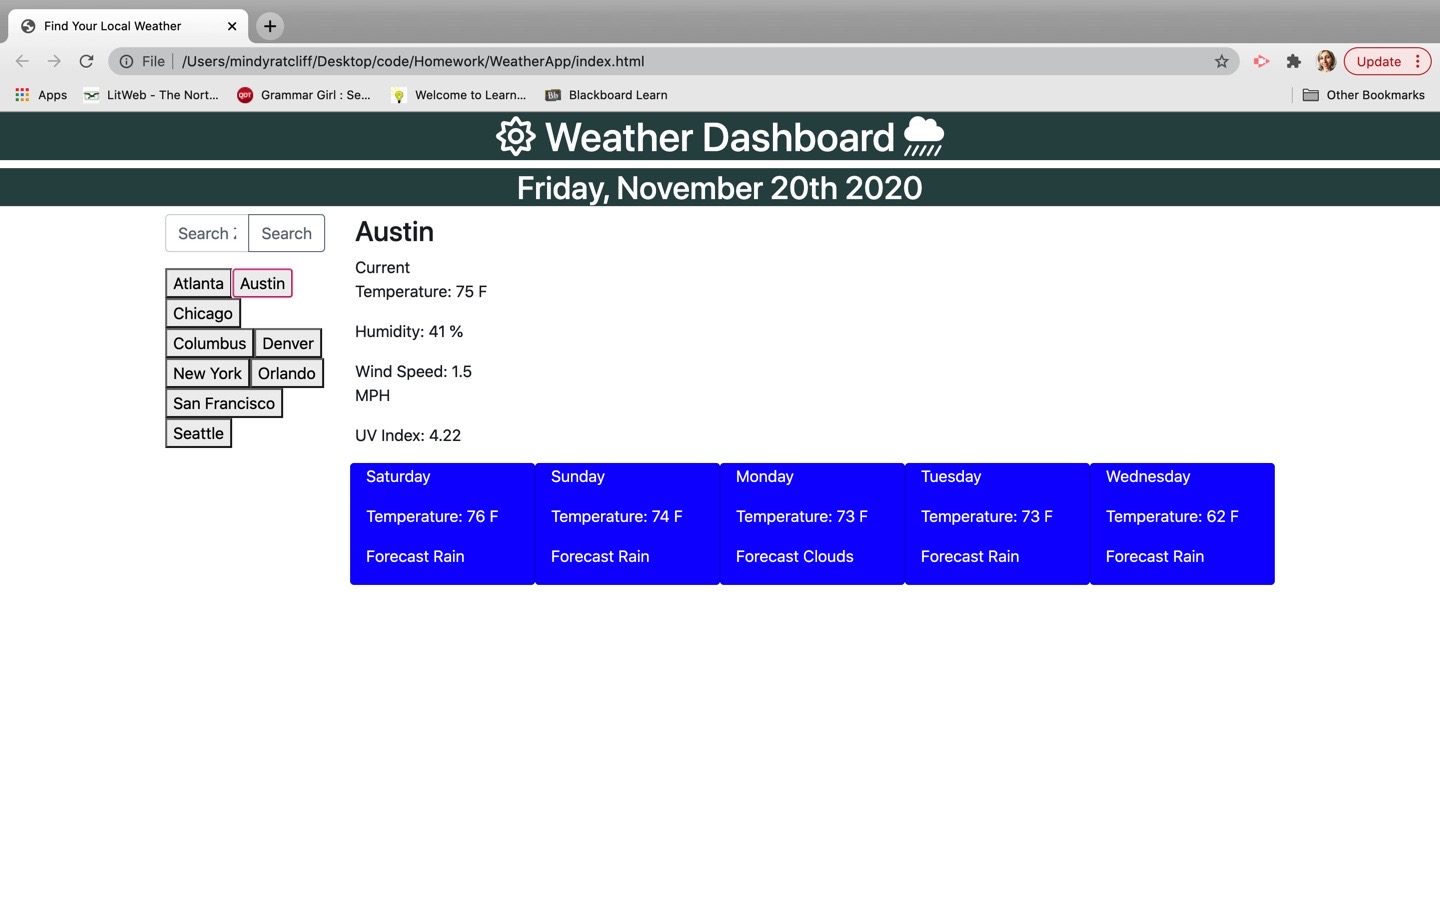 Find Your Local Weather
File
/Users/mindyratcliff/Desktop/code/Homework/WeatherApp/index.html
Update
Apps
LitWeb - The Nort...
QDT
Grammar Girl : Se...
Welcome to Learn...
Bb
Blackboard Learn
Other Bookmarks
Weather Dashboard
Friday, November 20th 2020
Search
Search
Atlanta
Austin
Chicago
Columbus
Denver
New York
Orlando
San Francisco
Seattle
Austin
Current
Temperature: 75 F
Humidity: 41 %
Wind Speed: 1.5
MPH
UV Index: 4.22
Saturday
Temperature: 76 F
Forecast Rain
Sunday
Temperature: 74 F
Forecast Rain
Monday
Temperature: 73 F
Forecast Clouds
Tuesday
Temperature: 73 F
Forecast Rain
Wednesday
Temperature: 62 F
Forecast Rain